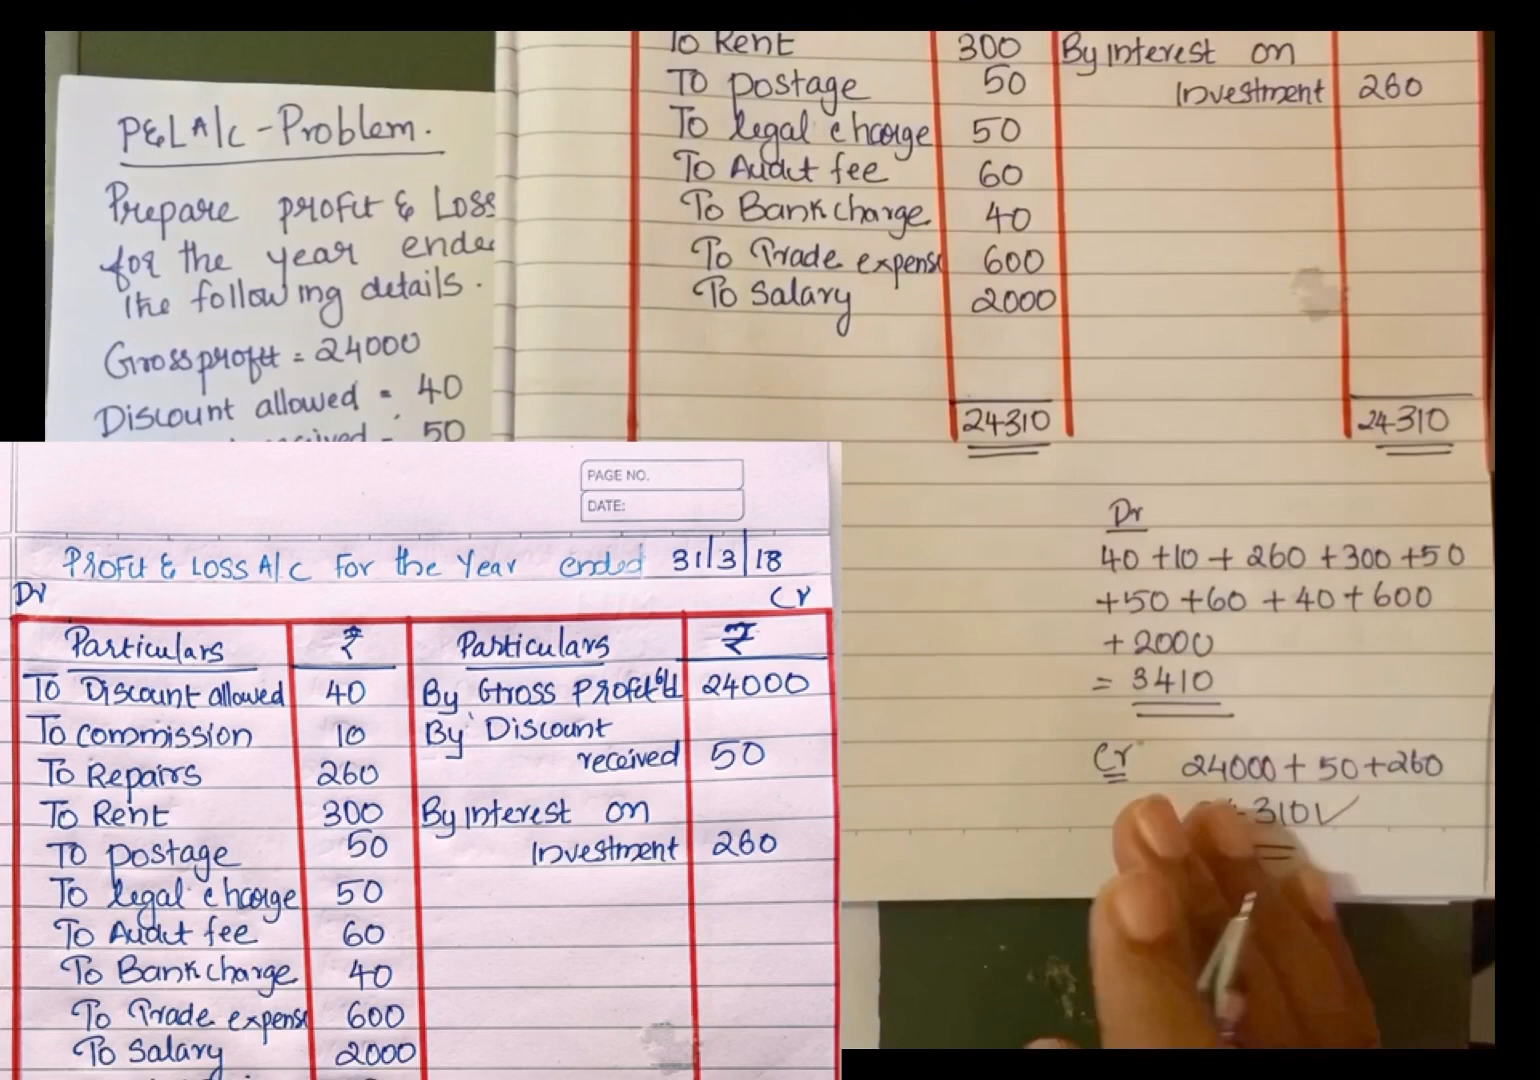 P&L A/c - Problem.
Prepare profit & Loss
for the year ende
the following details.
Gross profit = 24000
Discount allowed = 40
50
To Rent 300 By Interest on
To postage 50 Investment 260
To legal charge 50
To Audit fee 60
To Bank charge 40
To Trade expense 600
To Salary 2000
24310 24310
Dr
40 + 10 + 260 + 300 + 50
+ 50 + 60 + 40 + 600
+ 2000
= 3410
Cr 24000 + 50 + 260
310✓
PAGE NO.
DATE:
Profit & Loss A/c For the Year ended 31/3/18
Dr Cr
Particulars ₹ Particulars ₹
To Discount allowed 40 By Gross Profit b/d 24000
To commission 10 By Discount
received 50
To Repairs 260
To Rent 300 By Interest on
To postage 50 Investment 260
To legal charge 50
To Audit fee 60
To Bank charge 40
To Trade expense 600
To Salary 2000